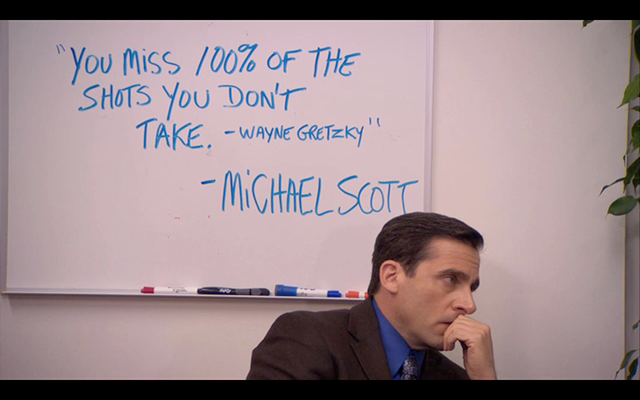 "YOU MiSS 100% OF THE
SHOTS YOU DON'T
TAKE. - WAYNE GRETZKY"
- MiCHAEL SCOTT